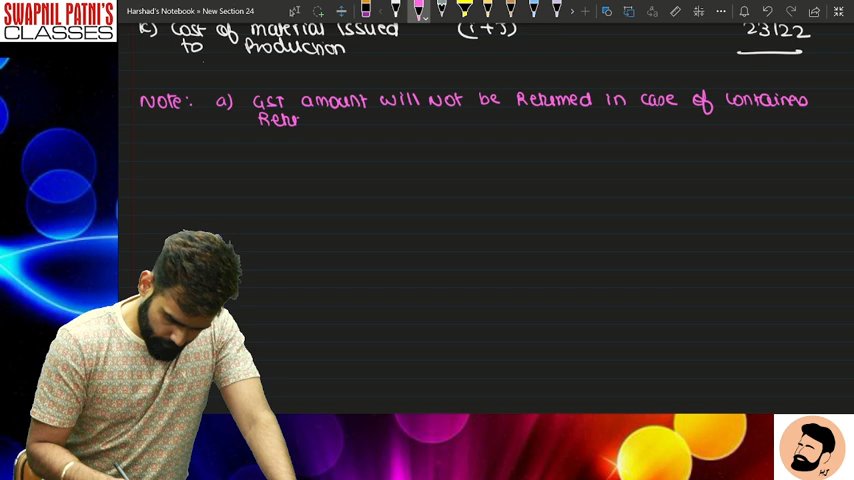 SWAPNIL PATNI'S
CLASSES
Harshad's Notebook » New Section 24
k) Cost of Material Issued (i+j) 23122
to Production
Note: a) GST amount will Not be Returned in case of Containers
Retu
HJ